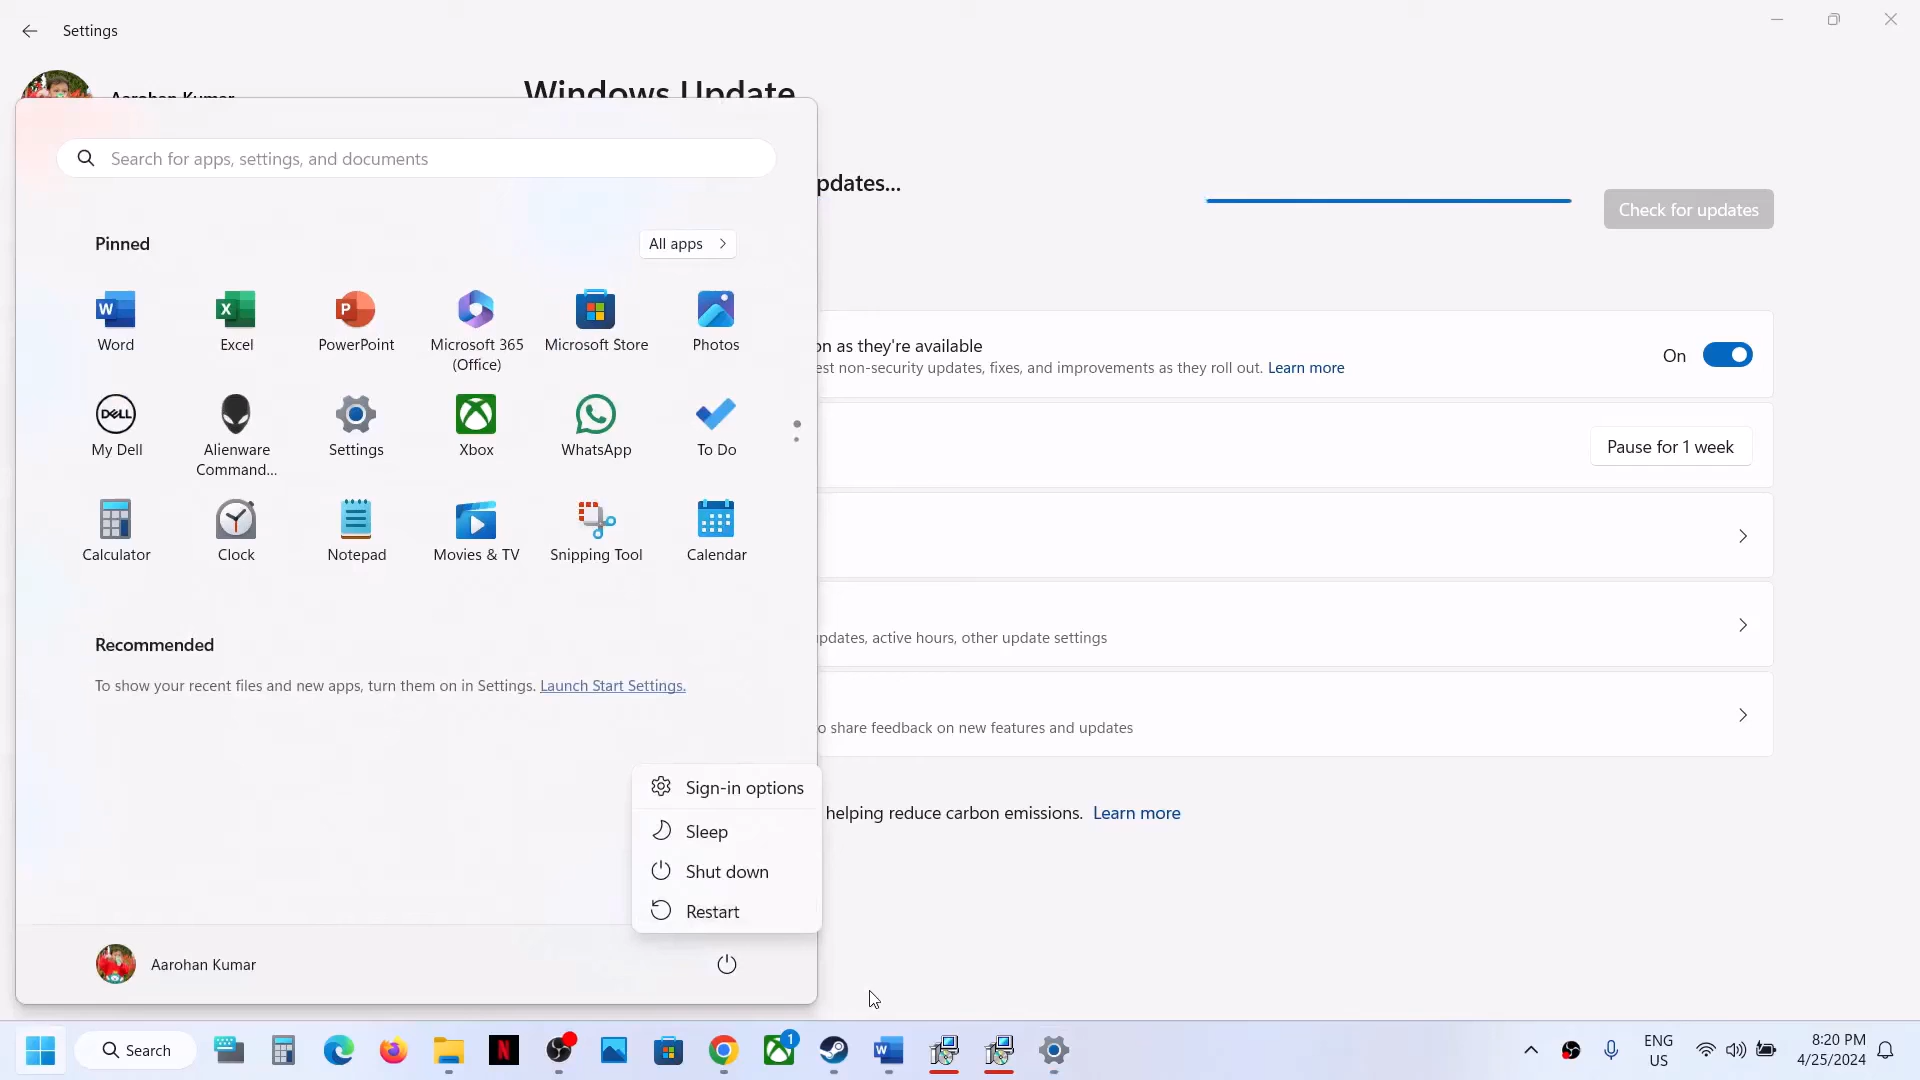 Settings
Aarohan Kumar
Windows Update
Search for apps, settings, and documents
pdates...
Check for updates
Pinned
All apps
Word
Excel
PowerPoint
Microsoft 365
(Office)
Microsoft Store
Photos
on as they're available
est non-security updates, fixes, and improvements as they roll out. Learn more
On
DELL
My Dell
Alienware
Command...
Settings
Xbox
WhatsApp
To Do
Pause for 1 week
Calculator
Clock
Notepad
Movies & TV
Snipping Tool
Calendar
pdates, active hours, other update settings
Recommended
To show your recent files and new apps, turn them on in Settings. Launch Start Settings.
o share feedback on new features and updates
Sign-in options
helping reduce carbon emissions. Learn more
Sleep
Shut down
Restart
Aarohan Kumar
Search
1
ENG
US
8:20 PM
4/25/2024